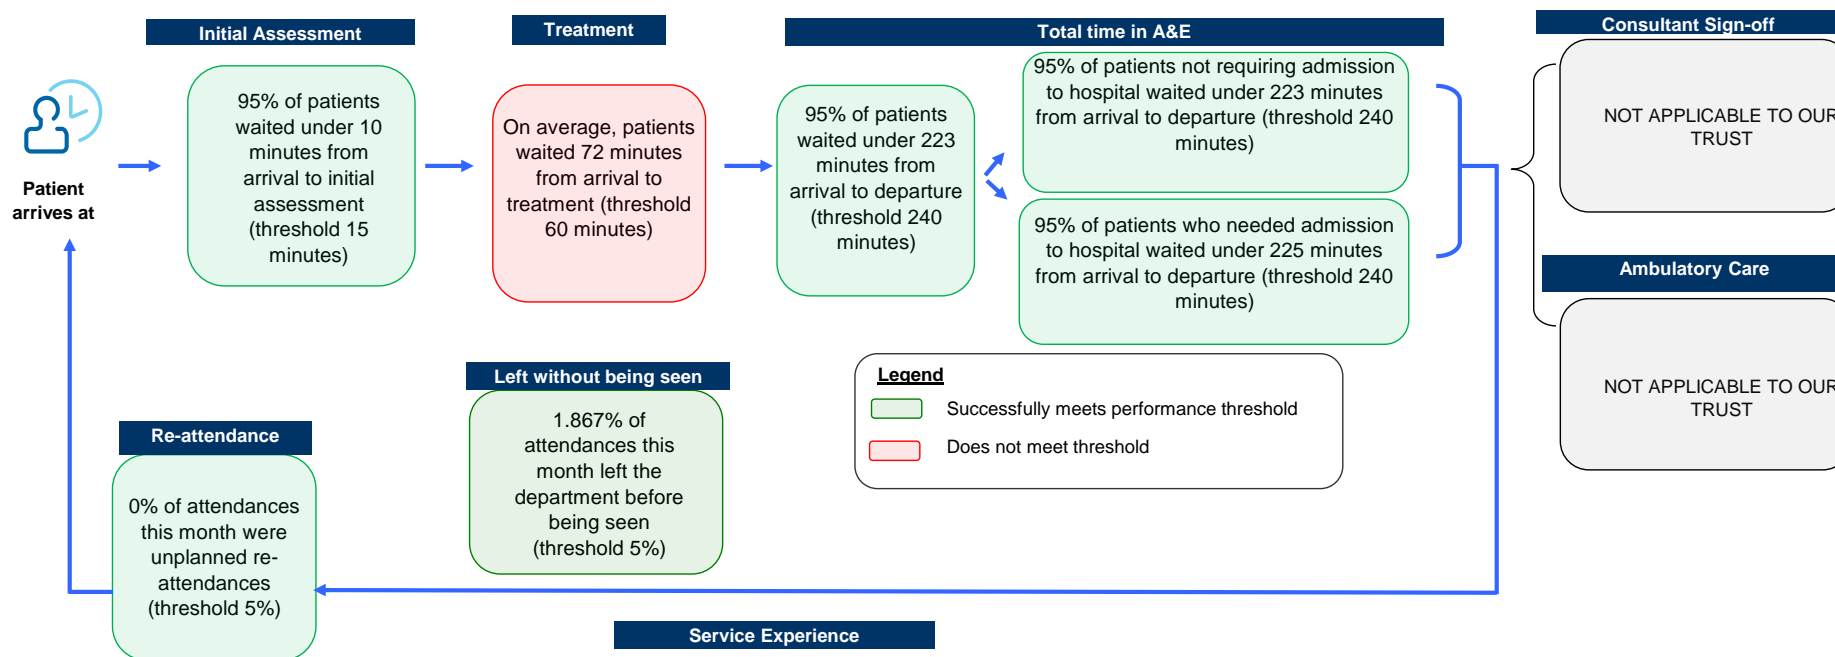 Initial Assessment
Treatment
Total time in A&E
Consultant Sign-off
Patient
arrives at
95% of patients
waited under 10
minutes from
arrival to initial
assessment
(threshold 15
minutes)
On average, patients
waited 72 minutes
from arrival to
treatment (threshold
60 minutes)
95% of patients
waited under 223
minutes from
arrival to departure
(threshold 240
minutes)
95% of patients not requiring admission
to hospital waited under 223 minutes
from arrival to departure (threshold 240
minutes)
95% of patients who needed admission
to hospital waited under 225 minutes
from arrival to departure (threshold 240
minutes)
NOT APPLICABLE TO OUR
TRUST
Ambulatory Care
NOT APPLICABLE TO OUR
TRUST
Left without being seen
1.867% of
attendances this
month left the
department before
being seen
(threshold 5%)
Legend
Successfully meets performance threshold
Does not meet threshold
Re-attendance
0% of attendances
this month were
unplanned re-
attendances
(threshold 5%)
Service Experience